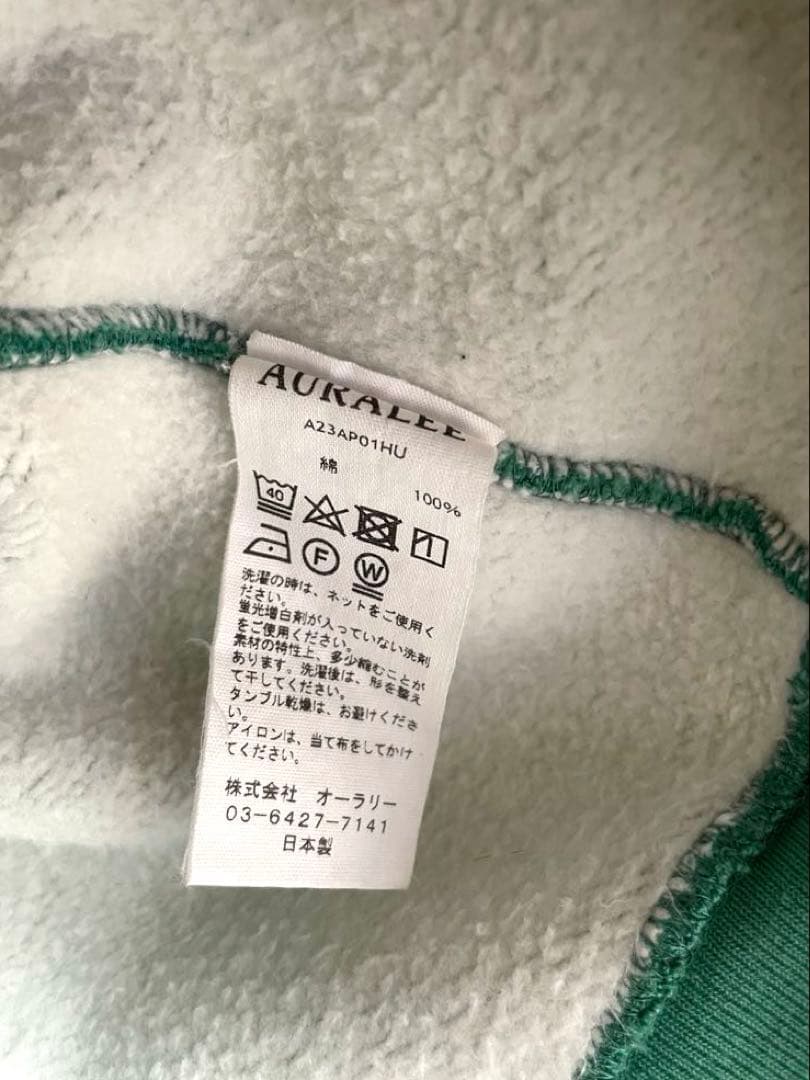 AURALEE
A23AP01HU
綿 100%
40
F W
洗濯の時は、ネットをご使用く
ださい。
蛍光増白剤が入っていない洗剤
をご使用ください。
素材の特性上、多少縮むことが
あります。洗濯後は、形を整え
て干してください。
タンブル乾燥は、お避けくださ
い。
アイロンは、当て布をしてかけ
てください。
株式会社 オーラリー
03-6427-7141
日本製